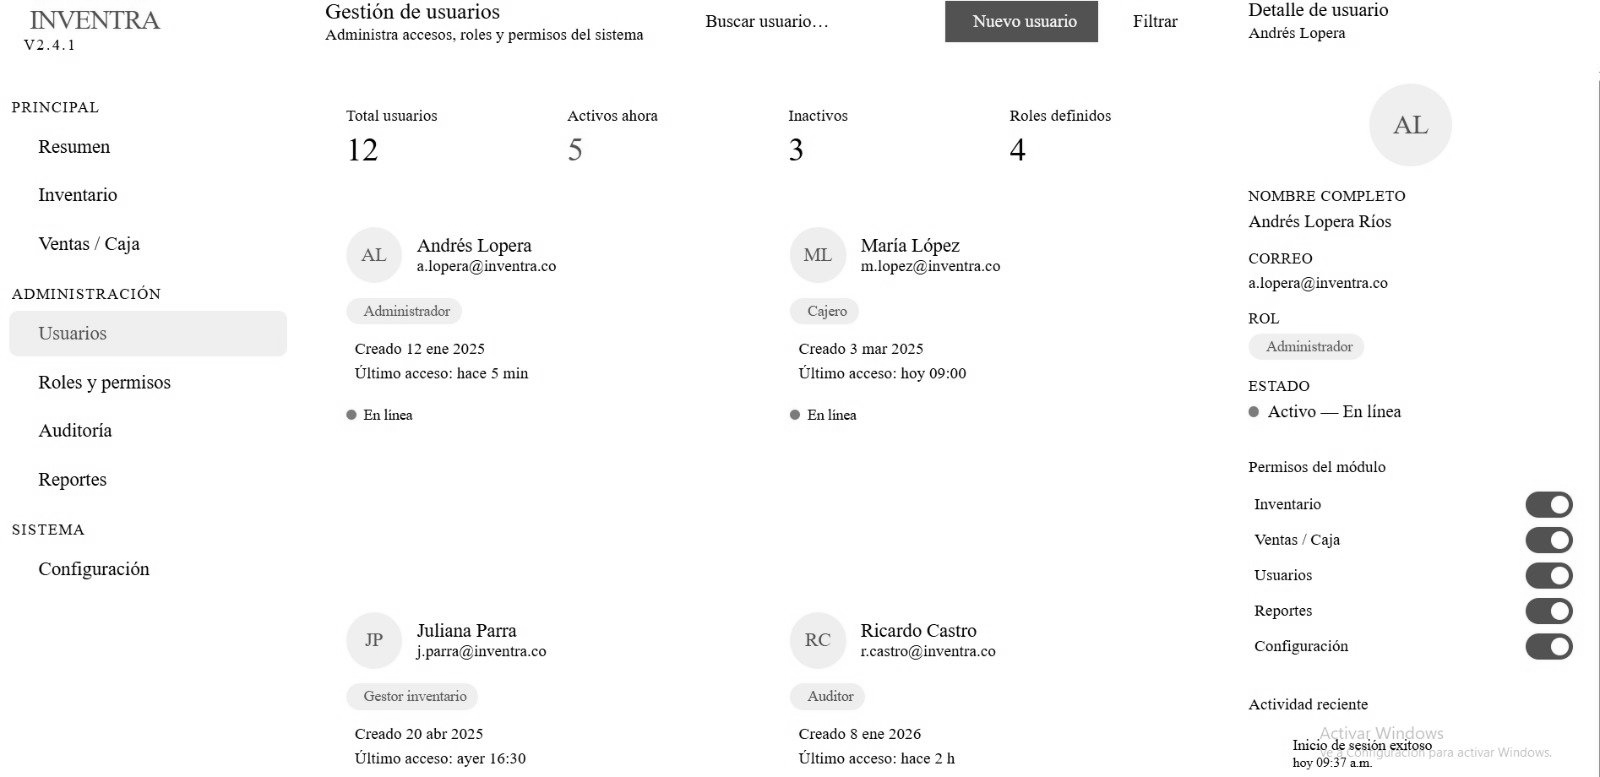 INVENTRA
V2.4.1
PRINCIPAL
Resumen
Inventario
Ventas / Caja
ADMINISTRACIÓN
Usuarios
Roles y permisos
Auditoría
Reportes
SISTEMA
Configuración
Gestión de usuarios
Administra accesos, roles y permisos del sistema
Buscar usuario…
Nuevo usuario
Filtrar
Total usuarios
12
Activos ahora
5
Inactivos
3
Roles definidos
4
AL
Andrés Lopera
a.lopera@inventra.co
Administrador
Creado 12 ene 2025
Último acceso: hace 5 min
En línea
ML
María López
m.lopez@inventra.co
Cajero
Creado 3 mar 2025
Último acceso: hoy 09:00
En línea
JP
Juliana Parra
j.parra@inventra.co
Gestor inventario
Creado 20 abr 2025
Último acceso: ayer 16:30
RC
Ricardo Castro
r.castro@inventra.co
Auditor
Creado 8 ene 2026
Último acceso: hace 2 h
Detalle de usuario
Andrés Lopera
AL
NOMBRE COMPLETO
Andrés Lopera Ríos
CORREO
a.lopera@inventra.co
ROL
Administrador
ESTADO
Activo — En línea
Permisos del módulo
Inventario
Ventas / Caja
Usuarios
Reportes
Configuración
Actividad reciente
Inicio de sesión exitoso
hoy 09:37 a.m.
Activar Windows
Ve a Configuración para activar Windows.